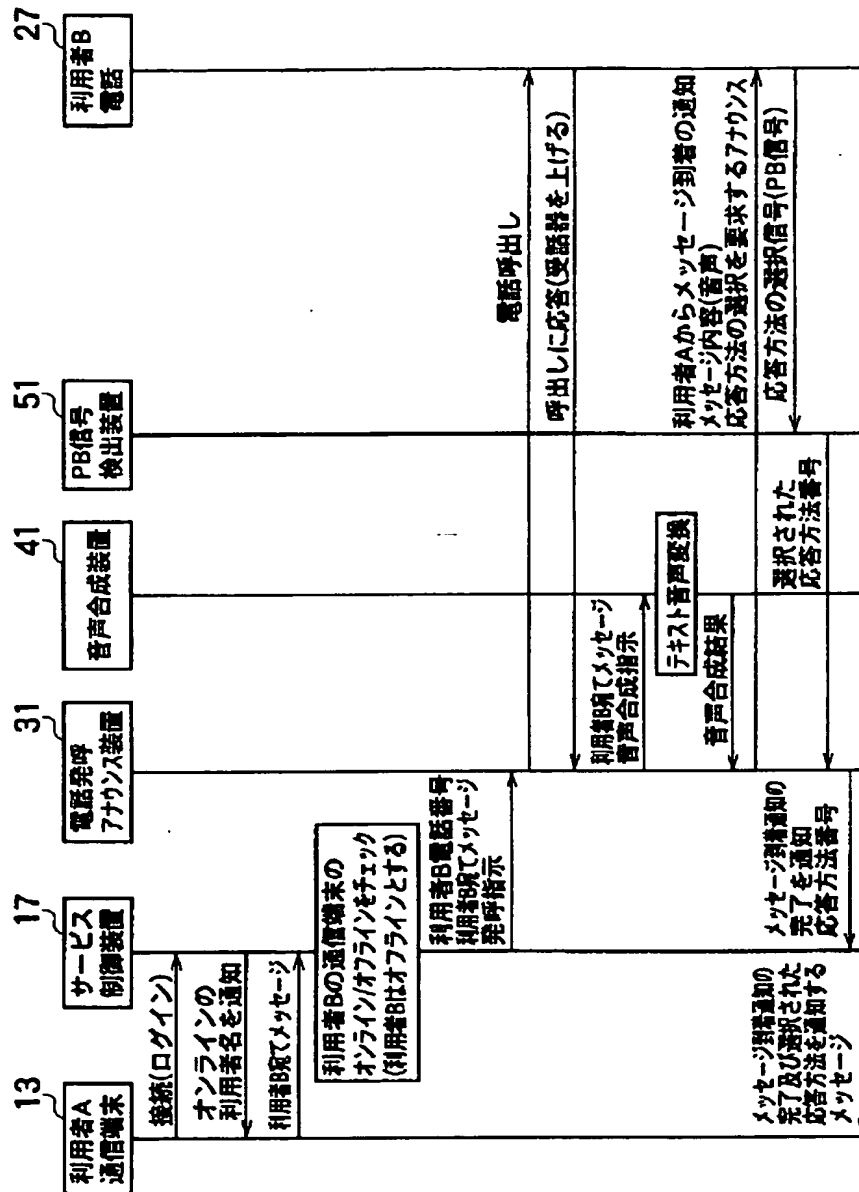 13
利用者A
通信端末
17
サービス
制御装置
31
電話発呼
アナウンス装置
41
音声合成装置
51
PB信号
検出装置
27
利用者B
電話
接続(ログイン)
オンラインの
利用者名を通知
利用者B宛てメッセージ
利用者Bの通信端末の
オンライン/オフラインをチェック
(利用者Bはオフラインとする)
利用者B電話番号
利用者B宛てメッセージ
発呼指示
電話呼出し
呼出しに応答(受話器を上げる)
利用者B宛てメッセージ
音声合成指示
テキスト音声変換
音声合成結果
利用者Aからメッセージ到着の通知
メッセージ内容(音声)
応答方法の選択を要求するアナウンス
応答方法の選択信号(PB信号)
選択された
応答方法番号
メッセージ到着通知の
完了を通知
応答方法番号
メッセージ到着通知の
完了及び選択された
応答方法を通知する
メッセージ